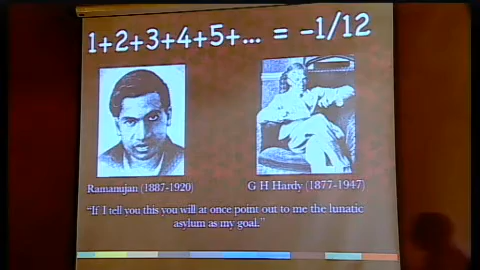 1+2+3+4+5+... = -1/12
Ramanujan (1887-1920)
G H Hardy (1877-1947)
"If I tell you this you will at once point out to me the lunatic
asylum as my goal."